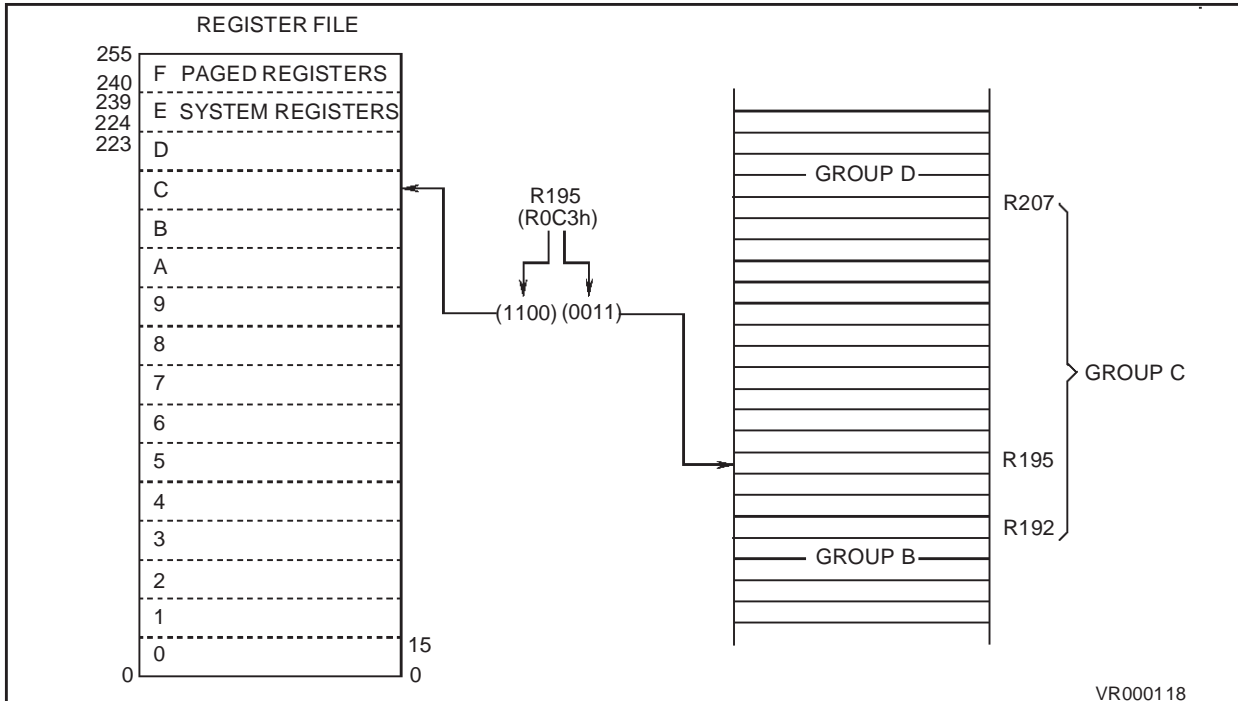 REGISTER FILE
255
240
239
224
223
F PAGED REGISTERS
E SYSTEM REGISTERS
D
C
B
A
9
8
7
6
5
4
3
2
1
0
15
0
0
R195
(R0C3h)
(1100) (0011)
GROUP D
R207
GROUP C
R195
R192
GROUP B
VR000118